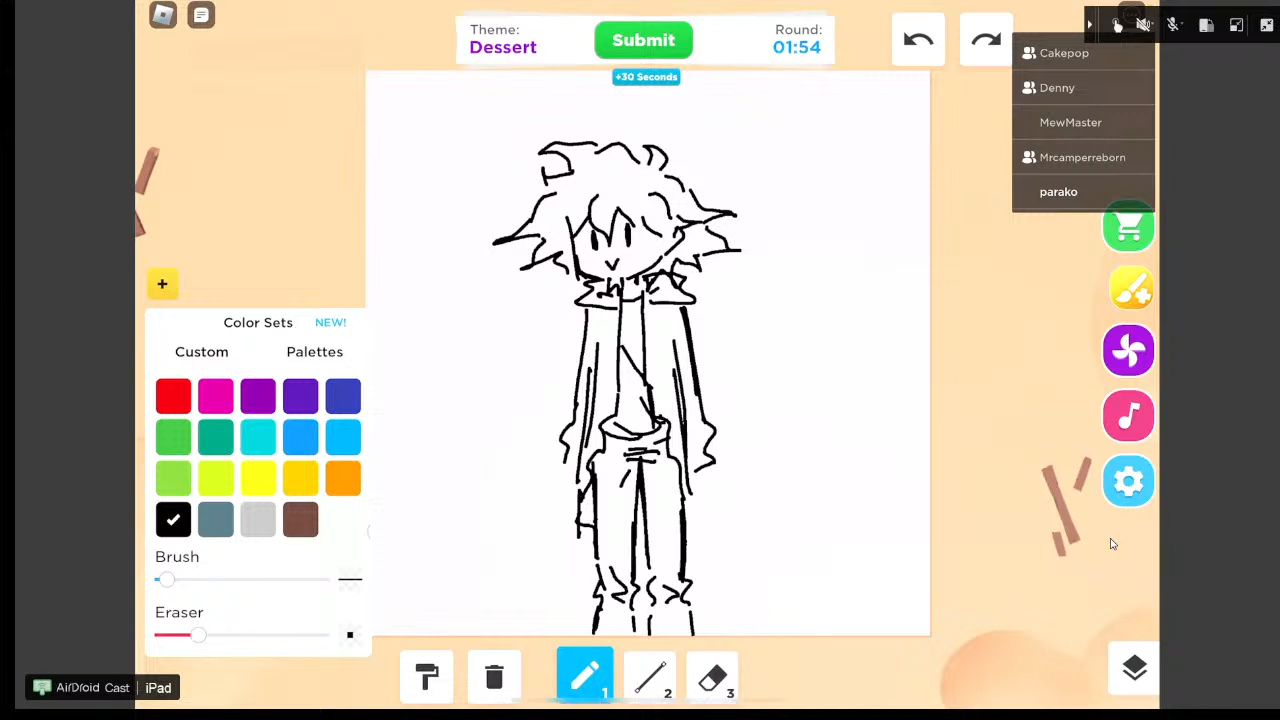 Theme:
Dessert
Submit
Round:
01:54
+30 Seconds
Cakepop
Denny
MewMaster
Mrcamperreborn
parako
+
Color Sets NEW!
Custom Palettes
Brush
Eraser
1
2
3
AirDroid Cast | iPad